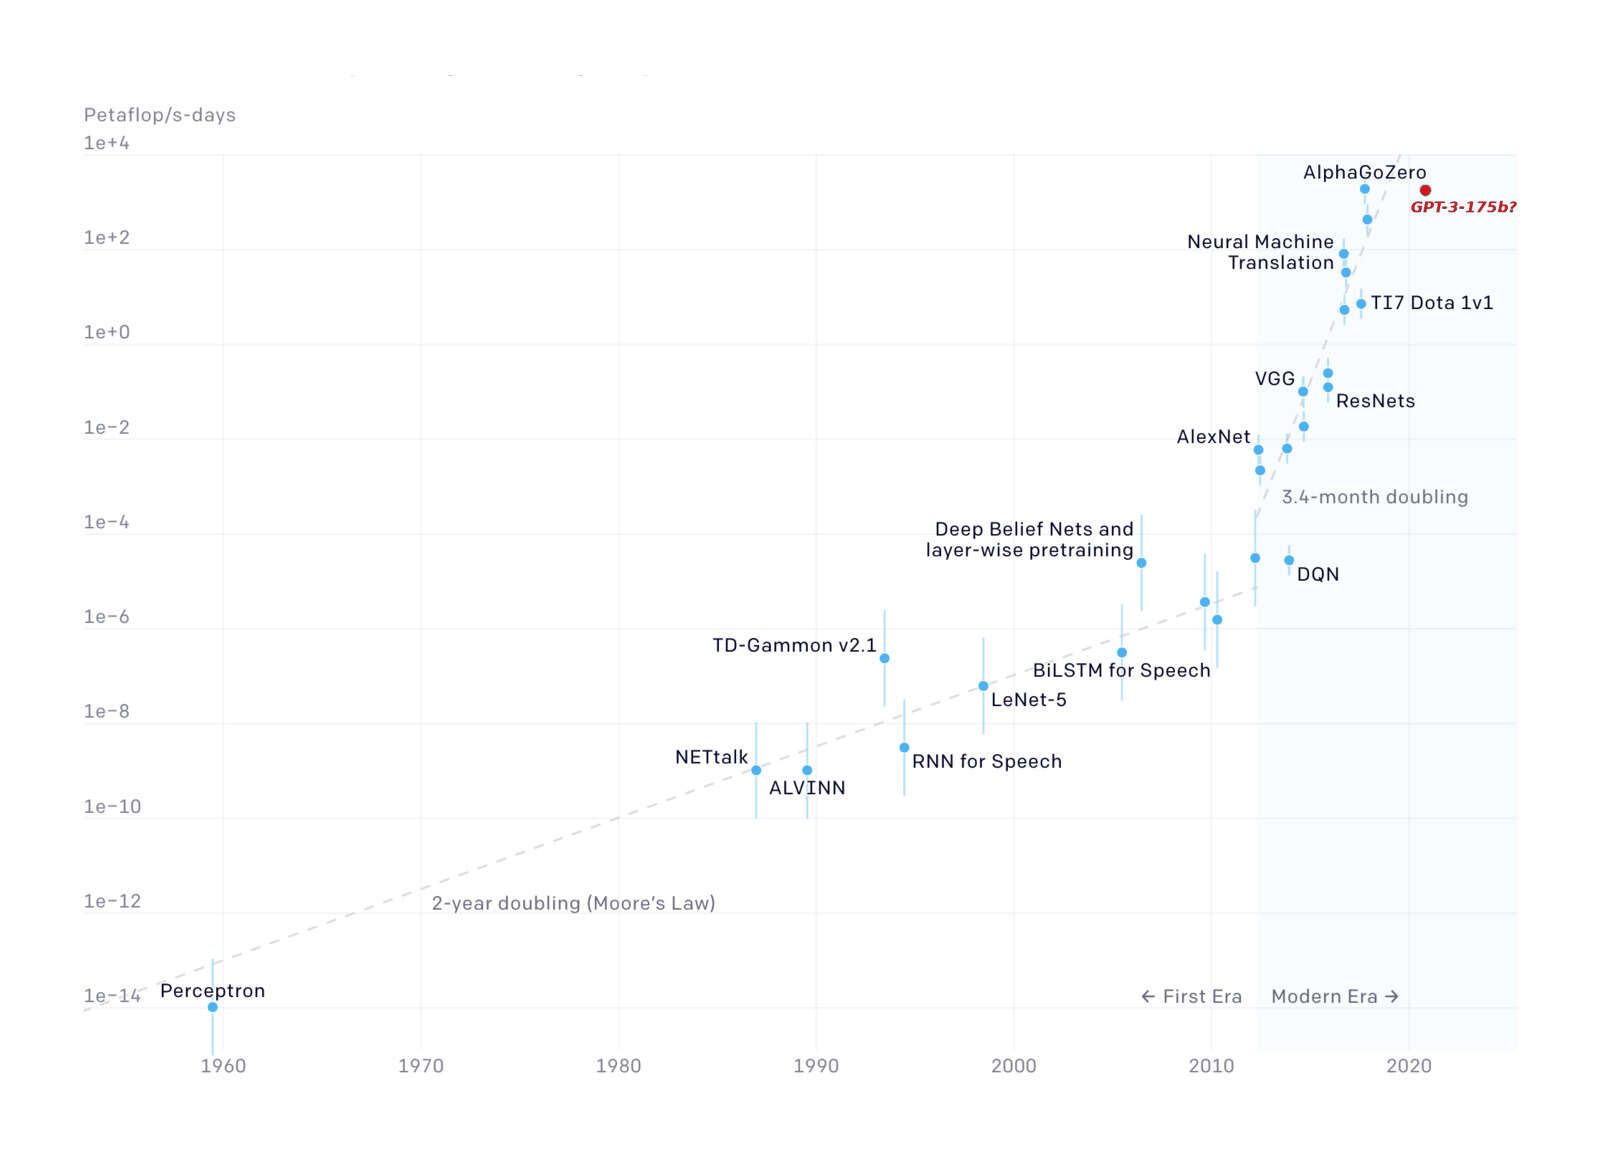 Petaflop/s-days
1e+4
AlphaGoZero
GPT-3-175b?
1e+2
Neural Machine
Translation
TI7 Dota 1v1
1e+0
VGG
ResNets
1e−2
AlexNet
3.4-month doubling
1e−4
Deep Belief Nets and
layer-wise pretraining
DQN
1e−6
TD-Gammon v2.1
BiLSTM for Speech
LeNet-5
1e−8
NETtalk
RNN for Speech
ALVINN
1e−10
1e−12
2-year doubling (Moore’s Law)
1e−14
Perceptron
← First Era
Modern Era →
1960
1970
1980
1990
2000
2010
2020